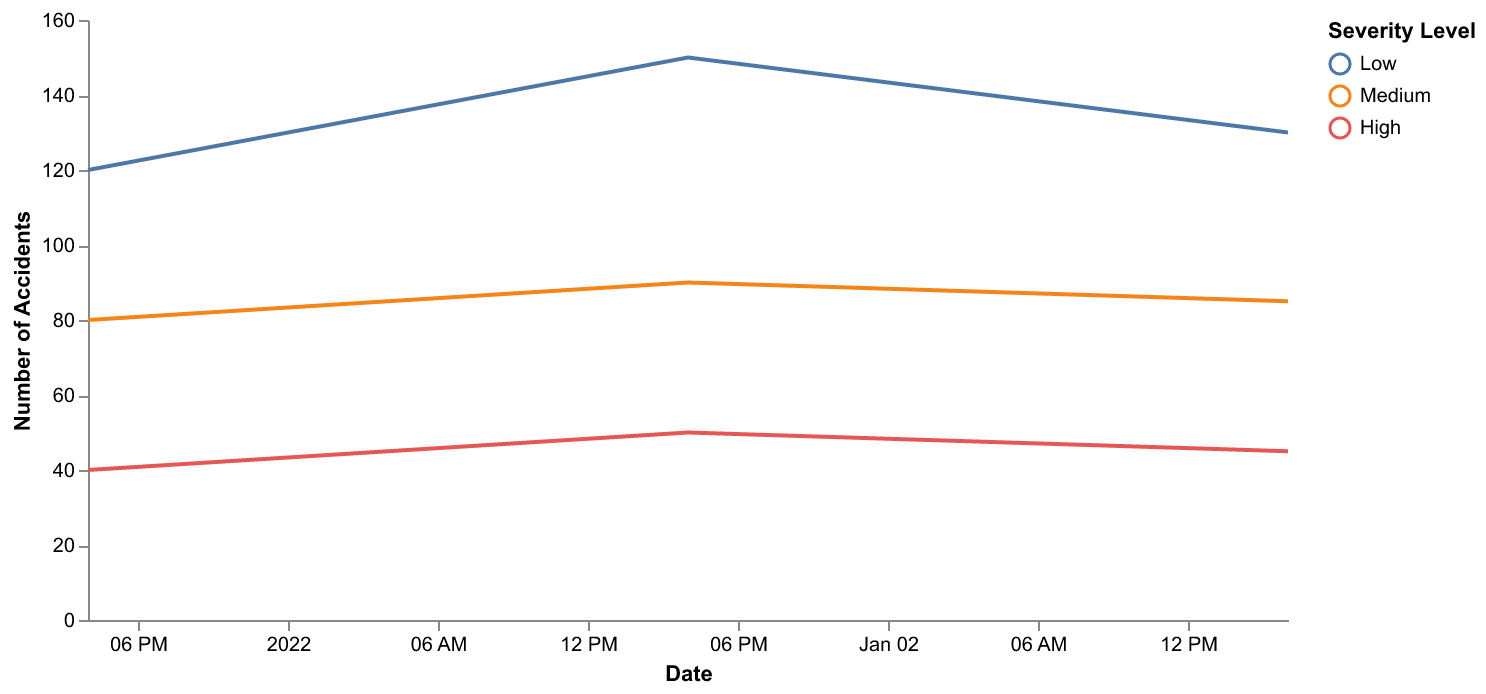 160
140
120
100
80
60
40
20
0
Number of Accidents
06 PM
2022
06 AM
12 PM
06 PM
Jan 02
06 AM
12 PM
Date
Severity Level
Low
Medium
High